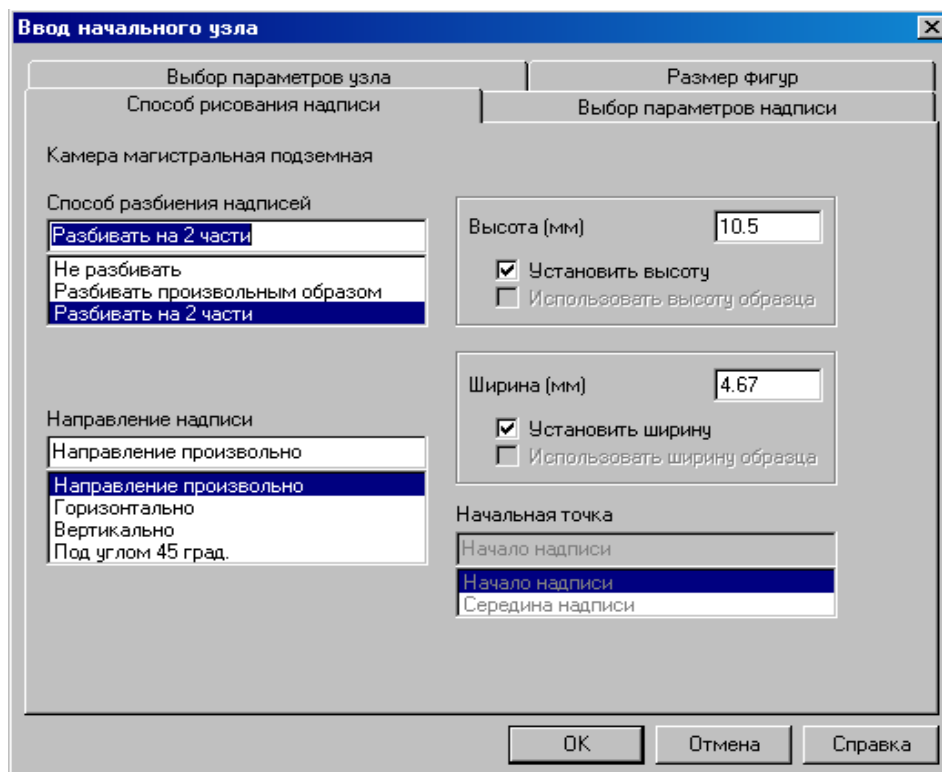 Ввод начального узла
Выбор параметров узла
Размер фигур
Способ рисования надписи
Выбор параметров надписи
Камера магистральная подземная
Способ разбиения надписей
Разбивать на 2 части
Не разбивать
Разбивать произвольным образом
Разбивать на 2 части
Направление надписи
Направление произвольно
Направление произвольно
Горизонтально
Вертикально
Под углом 45 град.
Высота (мм) 10.5
Установить высоту
Использовать высоту образца
Ширина (мм) 4.67
Установить ширину
Использовать ширину образца
Начальная точка
Начало надписи
Начало надписи
Середина надписи
OK
Отмена
Справка